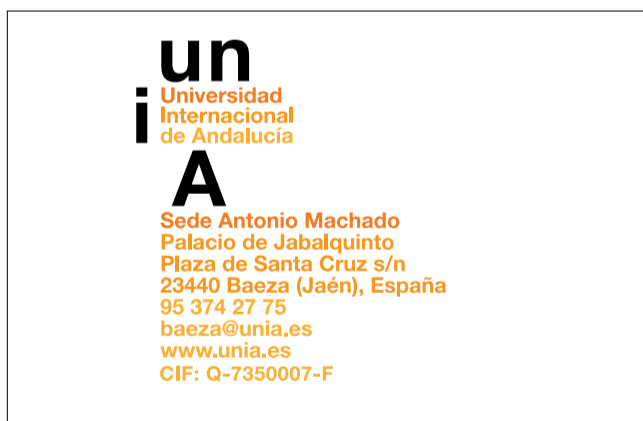 un
i
Universidad
Internacional
de Andalucía
A
Sede Antonio Machado
Palacio de Jabalquinto
Plaza de Santa Cruz s/n
23440 Baeza (Jaén), España
95 374 27 75
baeza@unia.es
www.unia.es
CIF: Q-7350007-F